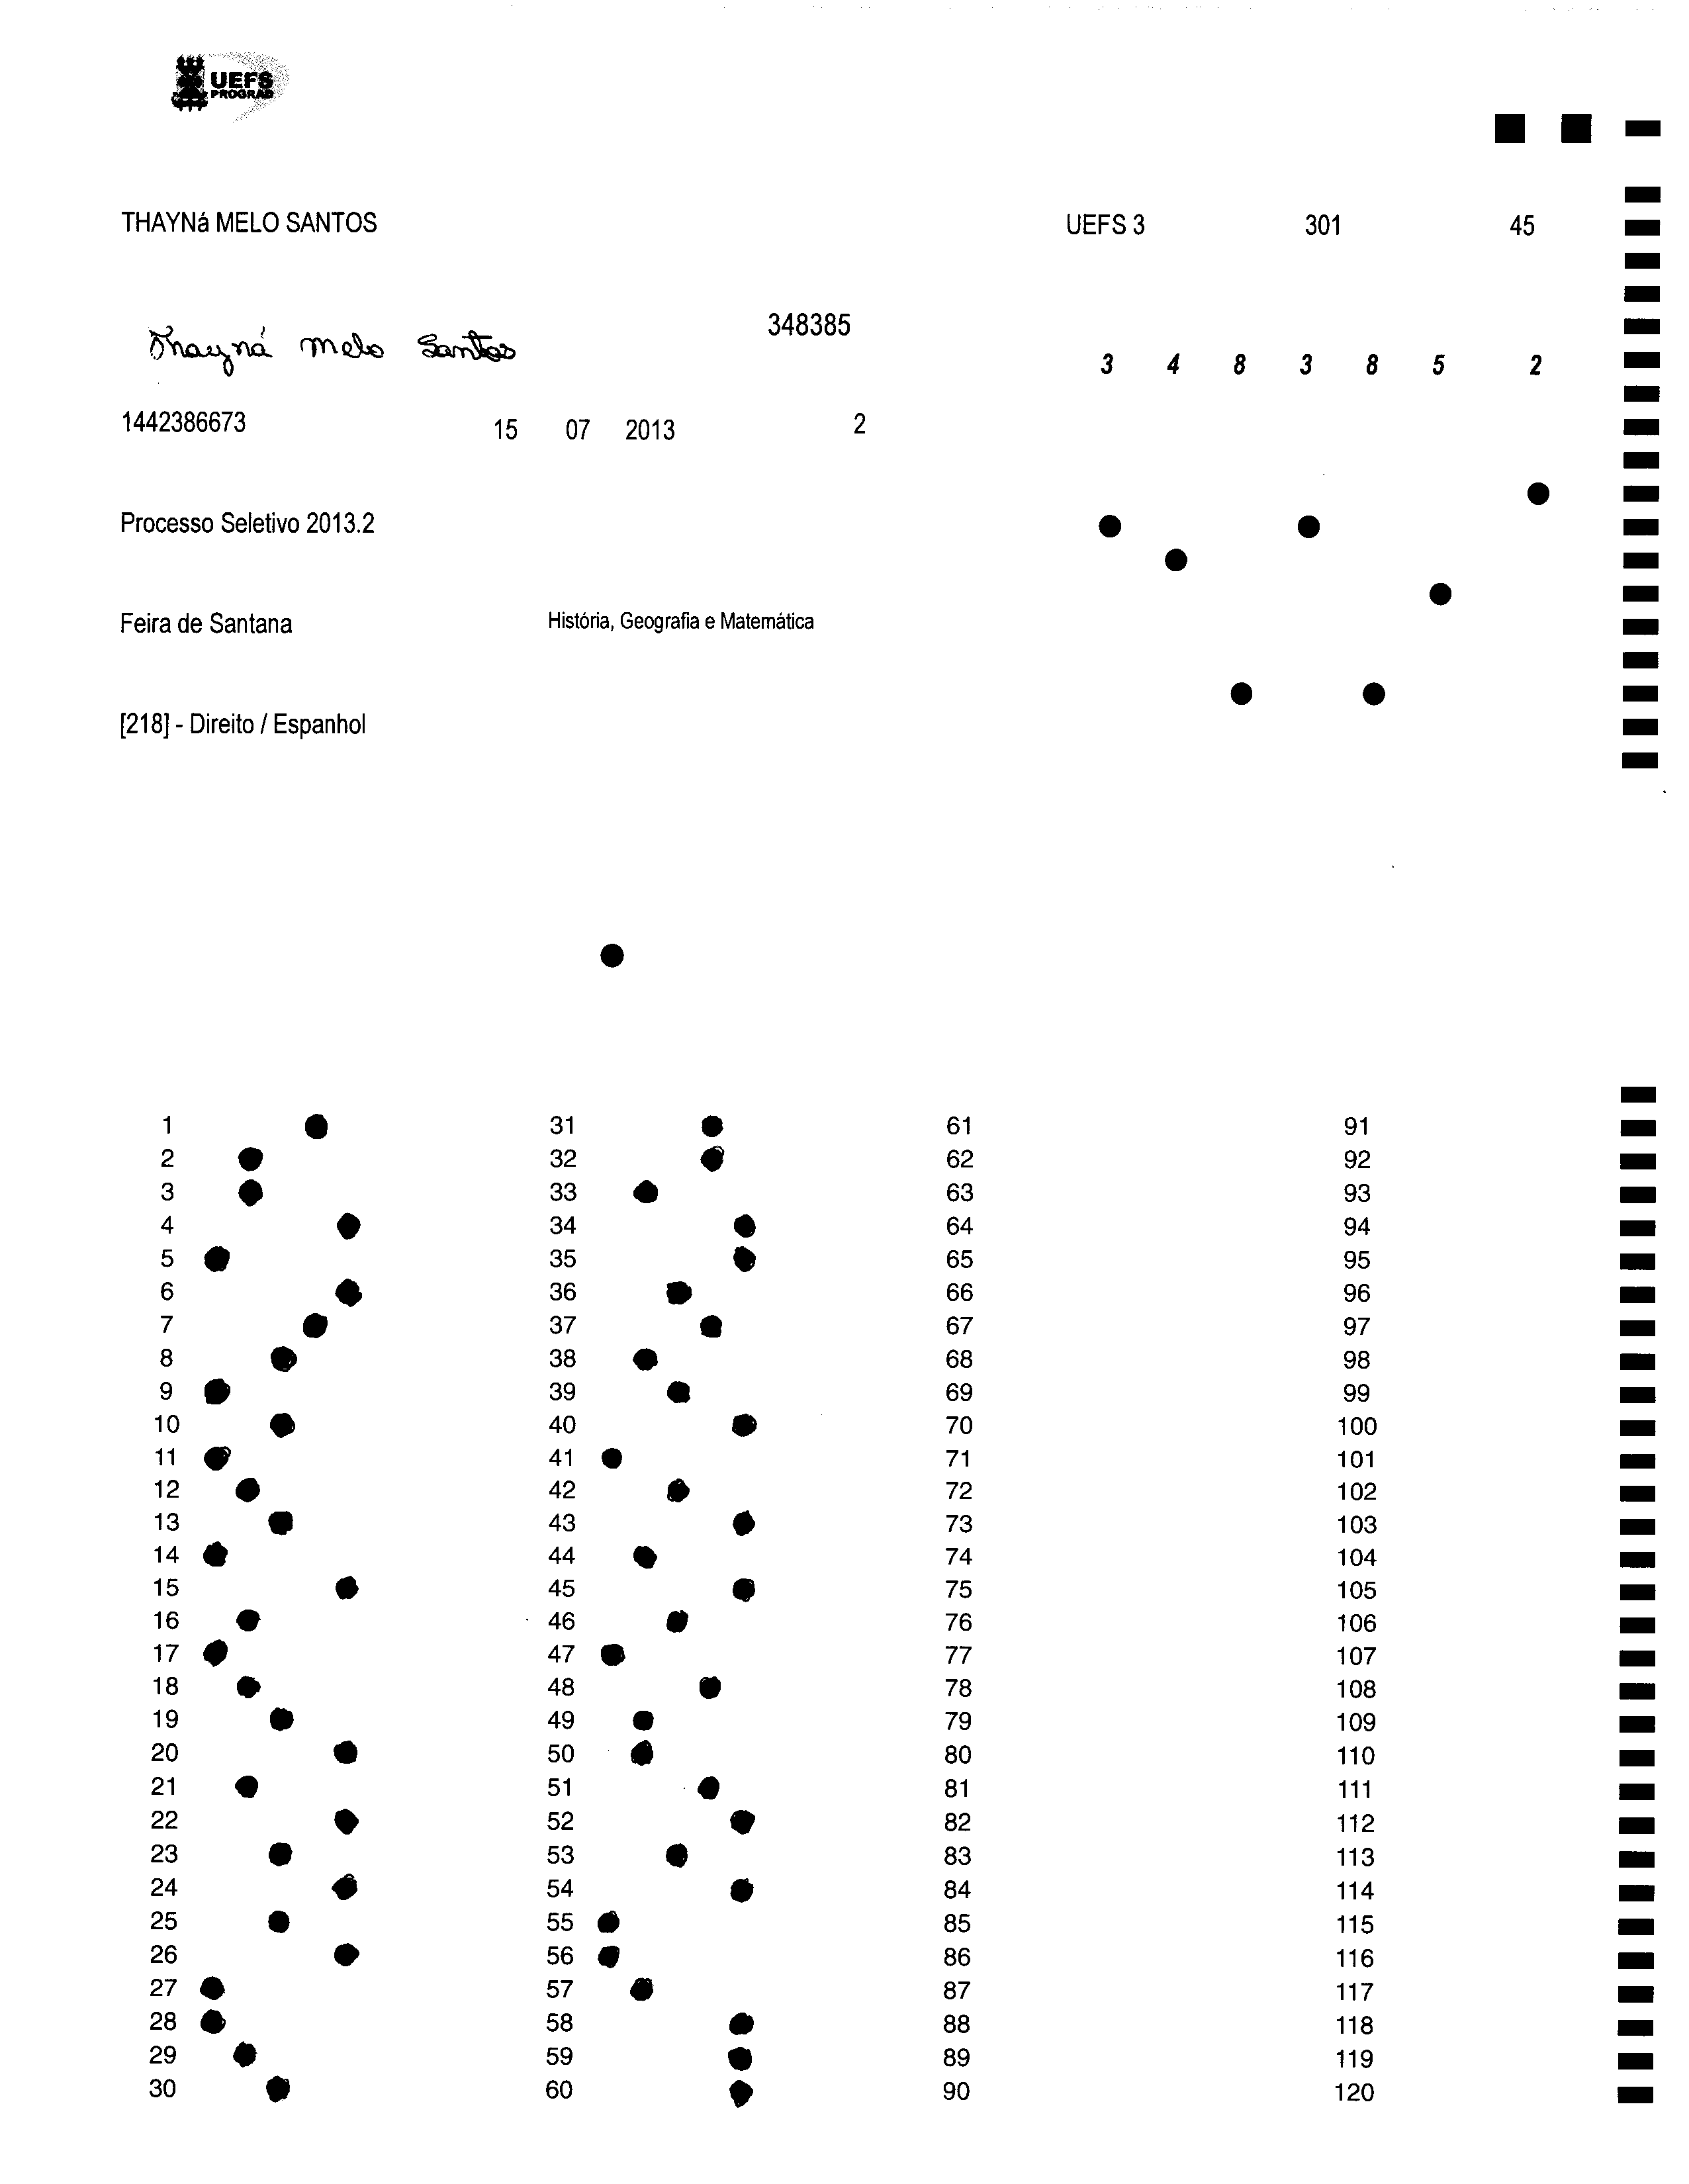 UEFS
PROGRAD
THAYNá MELO SANTOS UEFS 3 301 45
Thayná Melo Santos 348385
3 4 8 3 8 5 2
1442386673 15 07 2013 2
Processo Seletivo 2013.2
Feira de Santana História, Geografia e Matemática
[218] - Direito / Espanhol
1 31 61 91
2 32 62 92
3 33 63 93
4 34 64 94
5 35 65 95
6 36 66 96
7 37 67 97
8 38 68 98
9 39 69 99
10 40 70 100
11 41 71 101
12 42 72 102
13 43 73 103
14 44 74 104
15 45 75 105
16 46 76 106
17 47 77 107
18 48 78 108
19 49 79 109
20 50 80 110
21 51 81 111
22 52 82 112
23 53 83 113
24 54 84 114
25 55 85 115
26 56 86 116
27 57 87 117
28 58 88 118
29 59 89 119
30 60 90 120